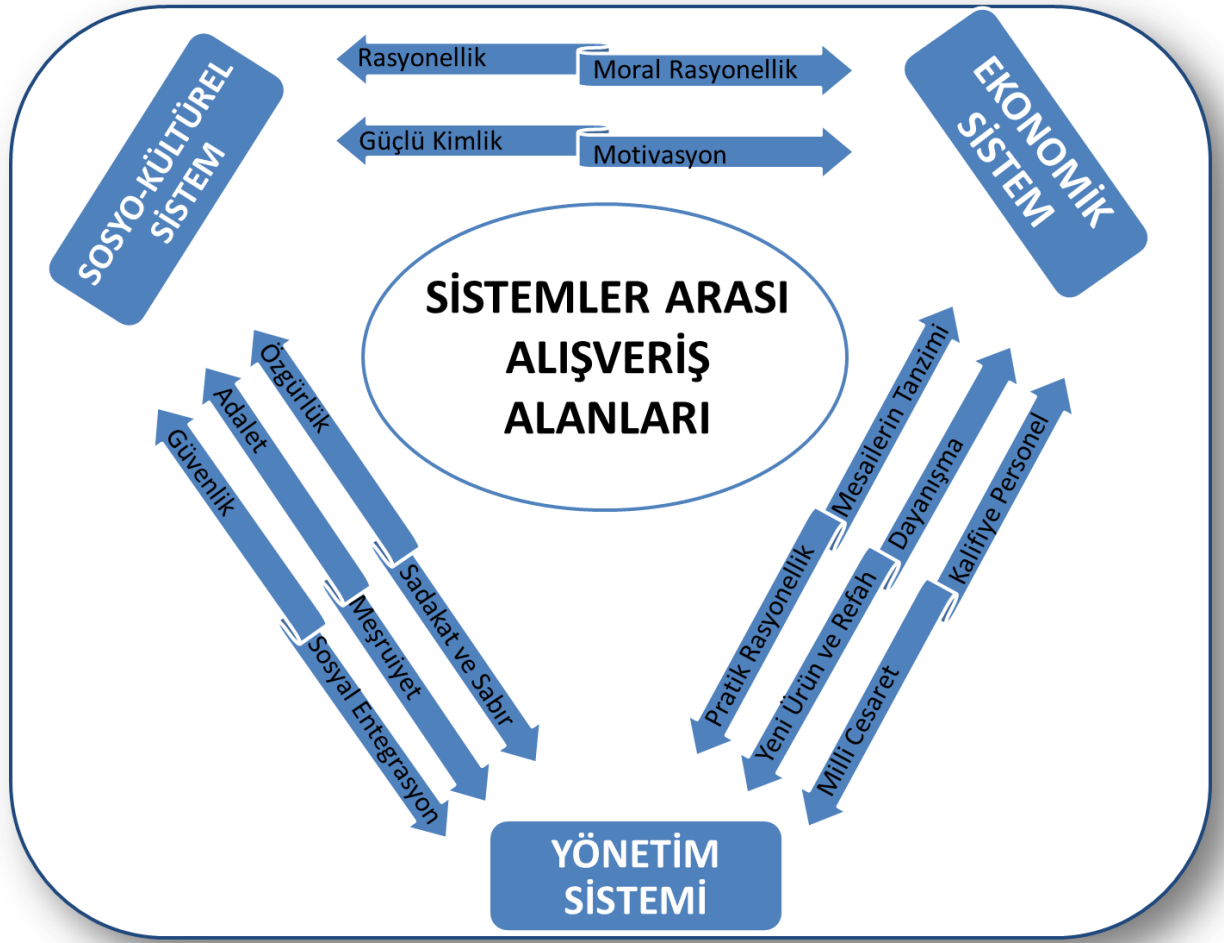 Rasyonellik
Moral Rasyonellik
Güçlü Kimlik
Motivasyon
SOSYO-KÜLTÜREL
SİSTEM
EKONOMİK
SİSTEM
SİSTEMLER ARASI
ALIŞVERİŞ
ALANLARI
Özgürlük
Sadakat ve Sabır
Adalet
Meşruiyet
Güvenlik
Sosyal Entegrasyon
Mesailerin Tanzimi
Pratik Rasyonellik
Dayanışma
Yeni Ürün ve Refah
Kalifiye Personel
Milli Cesaret
YÖNETİM
SİSTEMİ